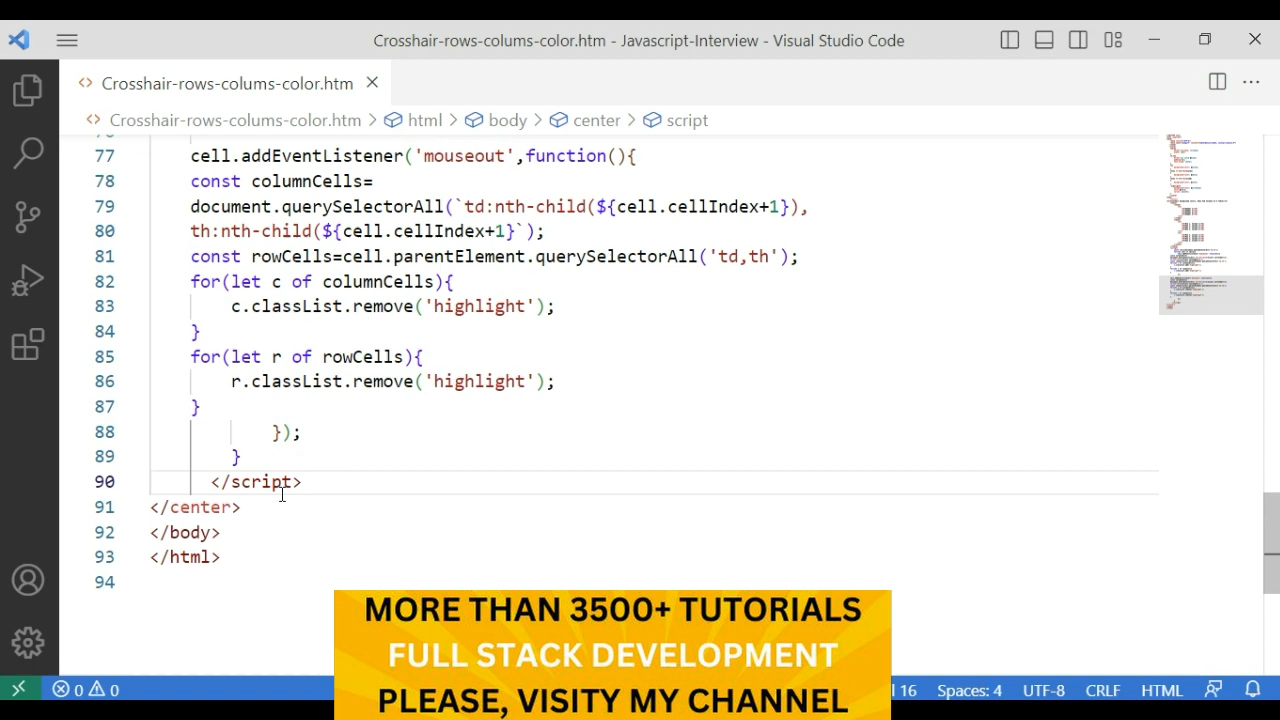 Crosshair-rows-colums-color.htm - Javascript-Interview - Visual Studio Code
Crosshair-rows-colums-color.htm
Crosshair-rows-colums-color.htm > html > body > center > script
77 cell.addEventListener('mouseout',function(){
78 const columnCells=
79 document.querySelectorAll(`t:nth-child(${cell.cellIndex+1}),
80 th:nth-child(${cell.cellIndex+1}`);
81 const rowCells=cell.parentElement.querySelectorAll('td,th');
82 for(let c of columnCells){
83 c.classList.remove('highlight');
84 }
85 for(let r of rowCells){
86 r.classList.remove('highlight');
87 }
88 });
89 }
90 </script>
91 </center>
92 </body>
93 </html>
94
MORE THAN 3500+ TUTORIALS
FULL STACK DEVELOPMENT
PLEASE, VISITY MY CHANNEL
0 0 l 16 Spaces: 4 UTF-8 CRLF HTML